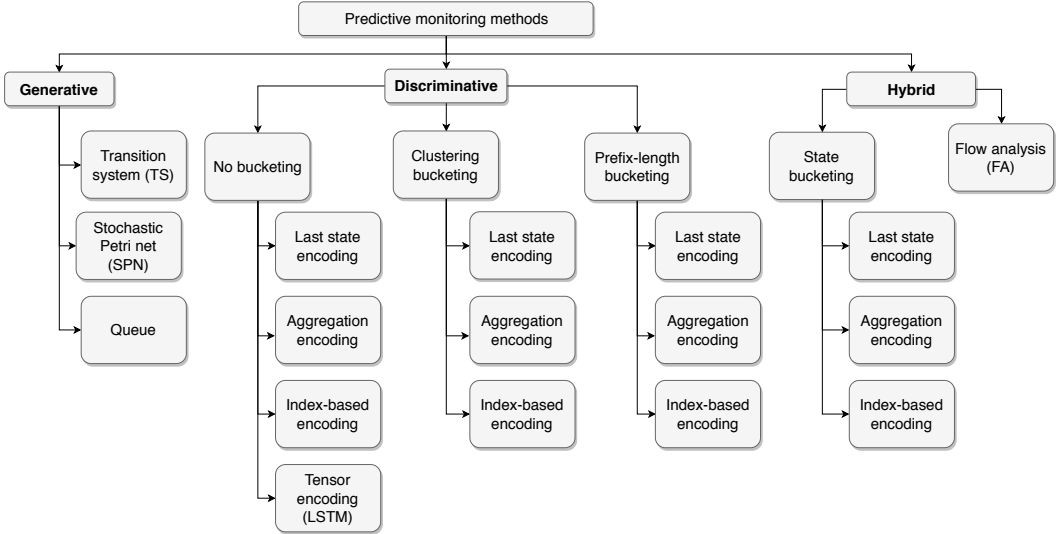 Predictive monitoring methods
Generative
Transition
system (TS)
Stochastic
Petri net
(SPN)
Queue
Discriminative
No bucketing
Last state
encoding
Aggregation
encoding
Index-based
encoding
Tensor
encoding
(LSTM)
Clustering
bucketing
Last state
encoding
Aggregation
encoding
Index-based
encoding
Prefix-length
bucketing
Last state
encoding
Aggregation
encoding
Index-based
encoding
Hybrid
State
bucketing
Last state
encoding
Aggregation
encoding
Index-based
encoding
Flow analysis
(FA)